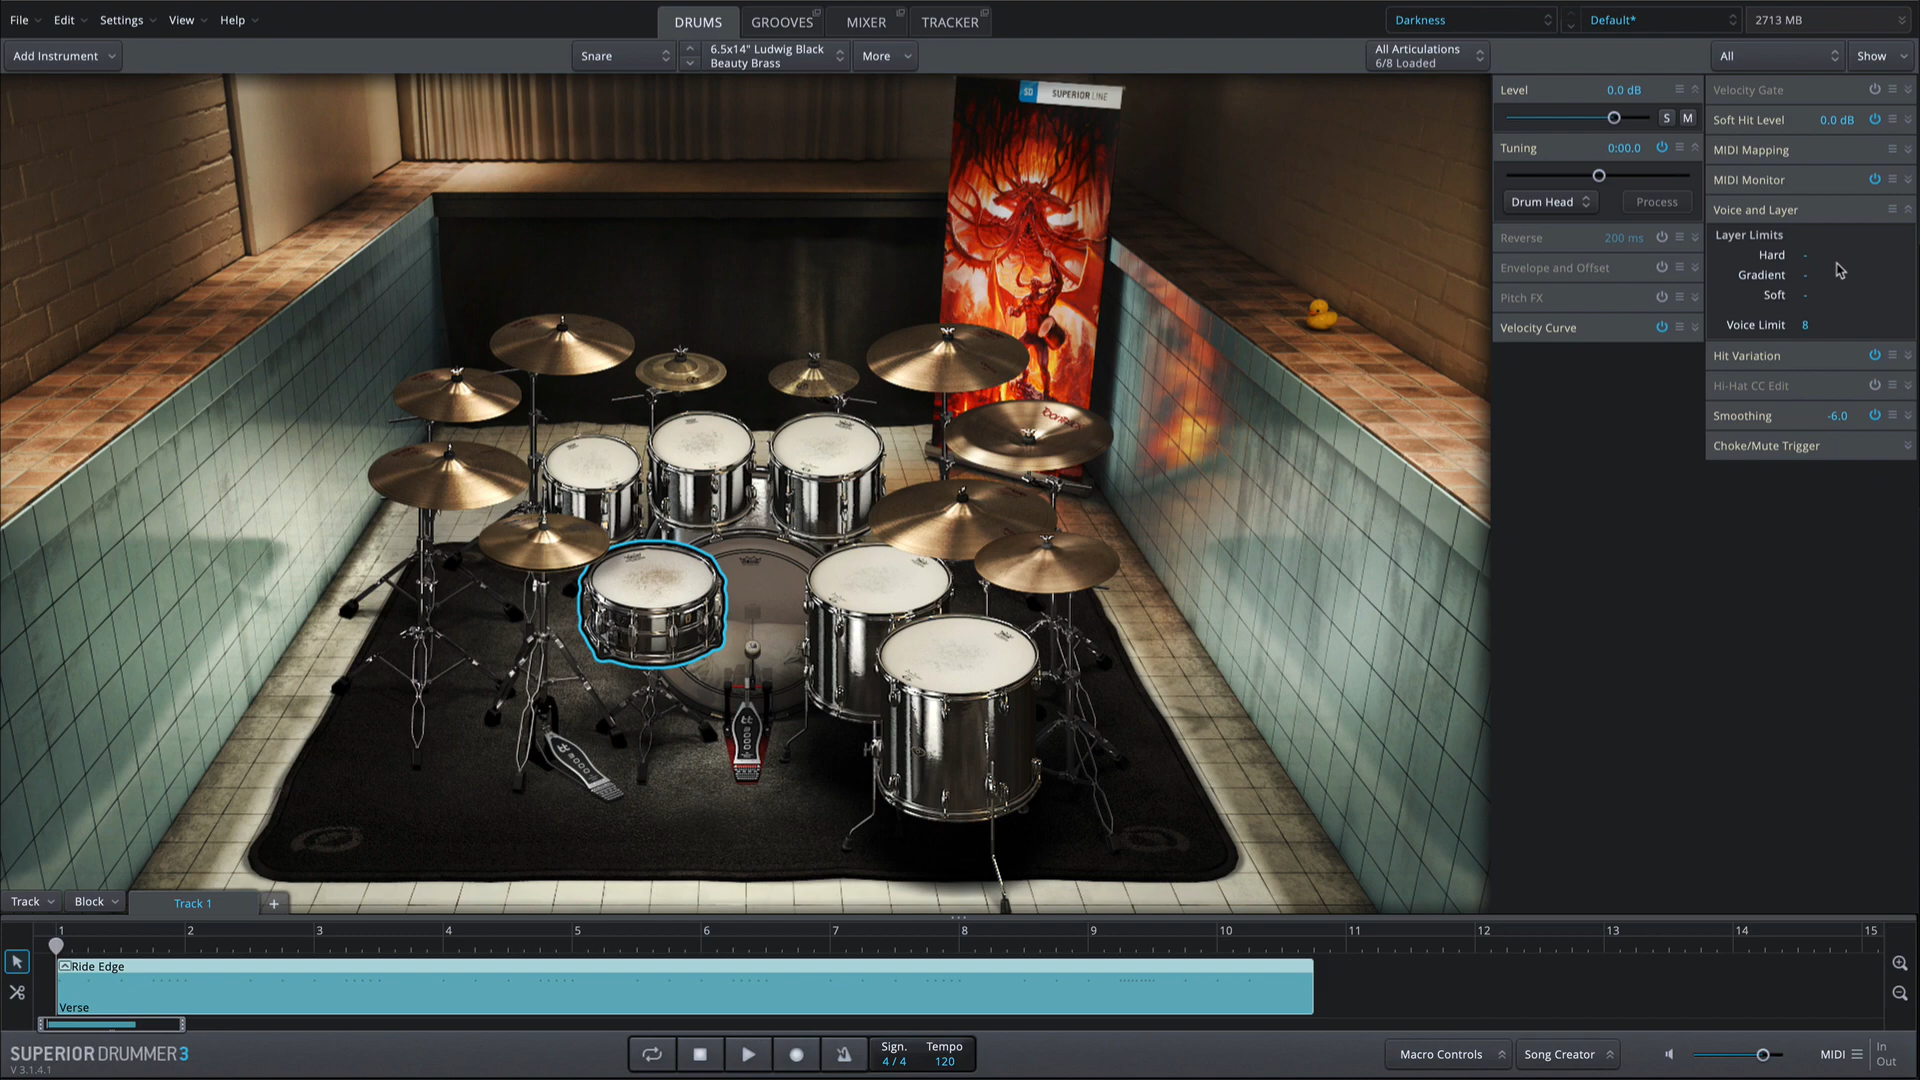 File Edit Settings View Help
DRUMS GROOVES MIXER TRACKER
Darkness Default* 2713 MB
Add Instrument Snare 6.5x14" Ludwig Black Beauty Brass More All Articulations 6/8 Loaded All Show
SD SUPERIOR LINE
Level 0.0 dB
S M
Tuning 0:00.0
Drum Head Process
Reverse 200 ms
Envelope and Offset
Pitch FX
Velocity Curve
Velocity Gate
Soft Hit Level 0.0 dB
MIDI Mapping
MIDI Monitor
Voice and Layer
Layer Limits
Hard -
Gradient -
Soft -
Voice Limit 8
Hit Variation
Hi-Hat CC Edit
Smoothing -6.0
Choke/Mute Trigger
Track Block Track 1 +
1 2 3 4 5 6 7 8 9 10 11 12 13 14 15
Ride Edge
Verse
SUPERIOR DRUMMER 3
V 3.1.4.1
Sign. Tempo
4 / 4 120
Macro Controls Song Creator MIDI In
Out